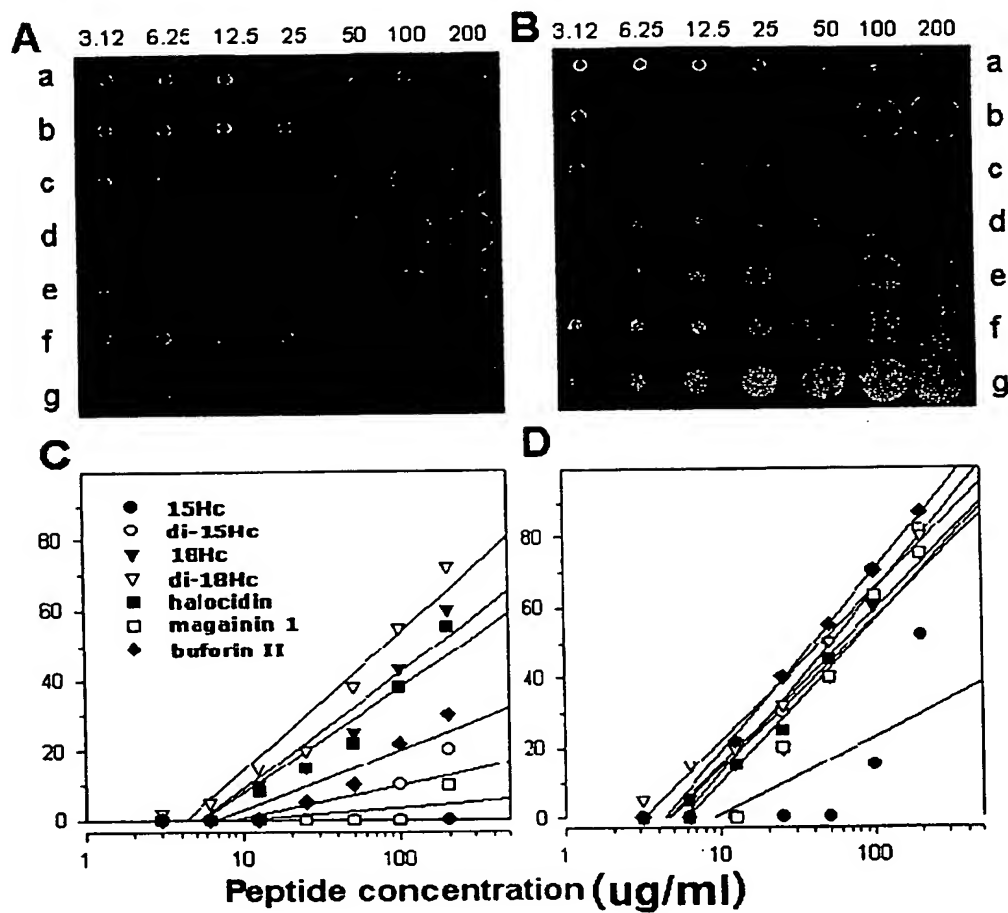 A 3.12 6.25 12.5 25 50 100 200
B 3.12 6.25 12.5 25 50 100 200
a
b
c
d
e
f
g
a
b
c
d
e
f
g
C
80
60
40
20
0
15Hc
di-15Hc
18Hc
di-18Hc
halocidin
magainin 1
buforin II
1 10 100
D
80
60
40
20
0
1 10 100
Peptide concentration (ug/ml)